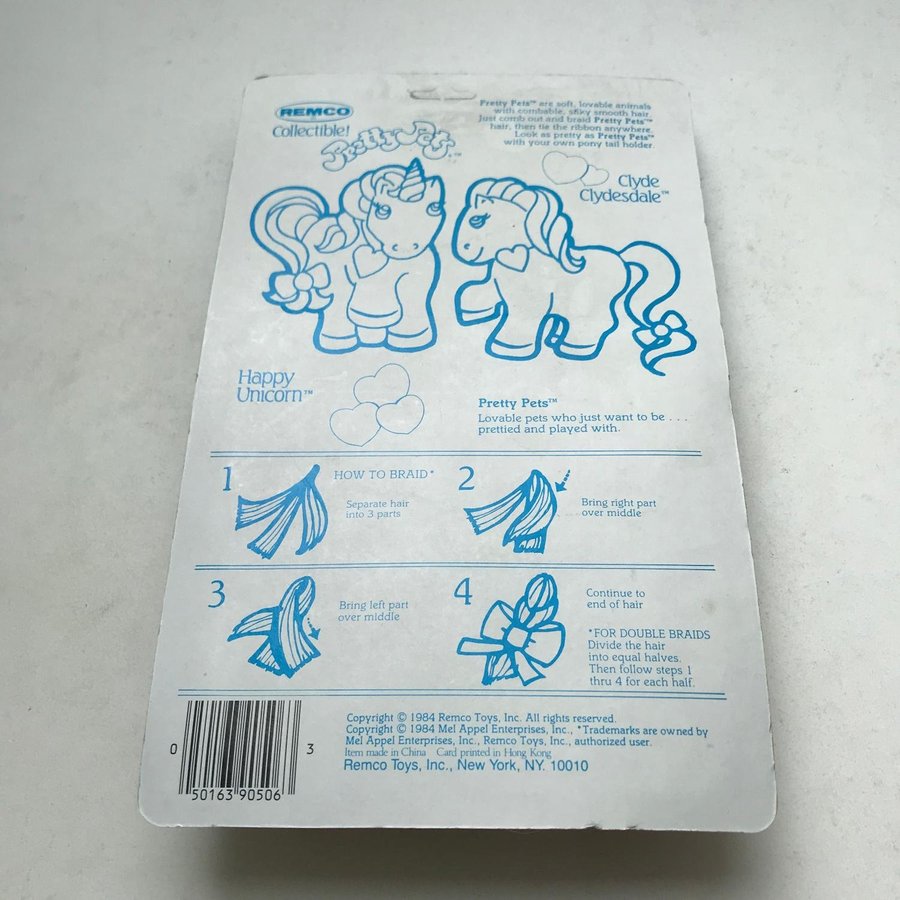 REMCO
Collectible!
Pretty Pets.™
Pretty Pets™ are soft, lovable animals
with combable, silky smooth hair.
Just comb out and braid Pretty Pets™
hair, then tie the ribbon anywhere.
Look as pretty as Pretty Pets™
with your own pony tail holder.
Clyde
Clydesdale™
Happy
Unicorn™
Pretty Pets™
Lovable pets who just want to be . . .
prettied and played with.
1
HOW TO BRAID*
Separate hair
into 3 parts
2
Bring right part
over middle
3
Bring left part
over middle
4
Continue to
end of hair
*FOR DOUBLE BRAIDS
Divide the hair
into equal halves.
Then follow steps 1
thru 4 for each half.
Copyright © 1984 Remco Toys, Inc. All rights reserved.
Copyright © 1984 Mel Appel Enterprises, Inc., *Trademarks are owned by
Mel Appel Enterprises, Inc., Remco Toys, Inc., authorized user.
Item made in China Card printed in Hong Kong
Remco Toys, Inc., New York, NY. 10010
0 50163 90506 3